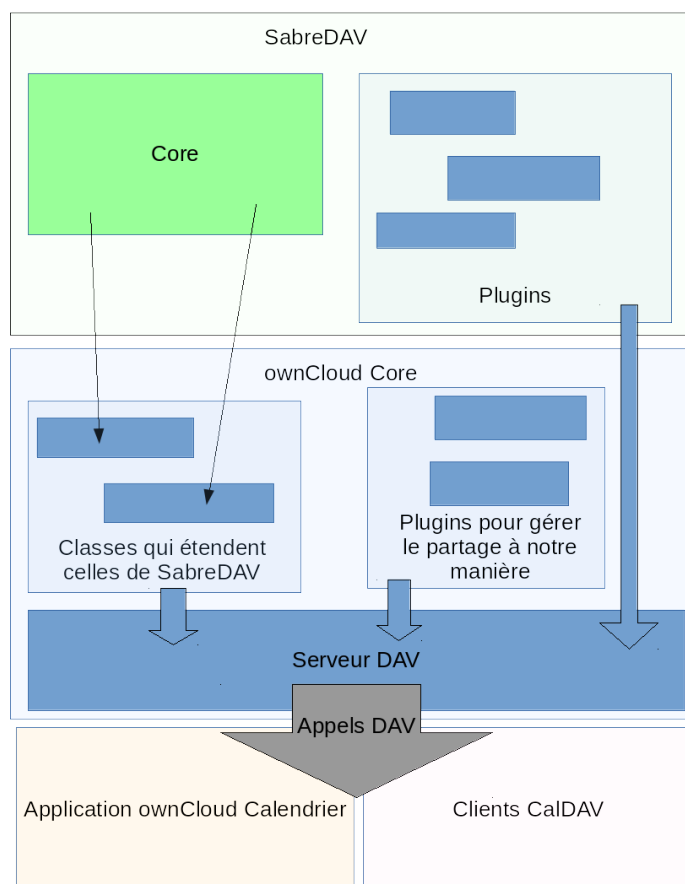 SabreDAV
Core
Plugins
ownCloud Core
Classes qui étendent
celles de SabreDAV
Plugins pour gérer
le partage à notre
manière
Serveur DAV
Appels DAV
Application ownCloud Calendrier
Clients CalDAV